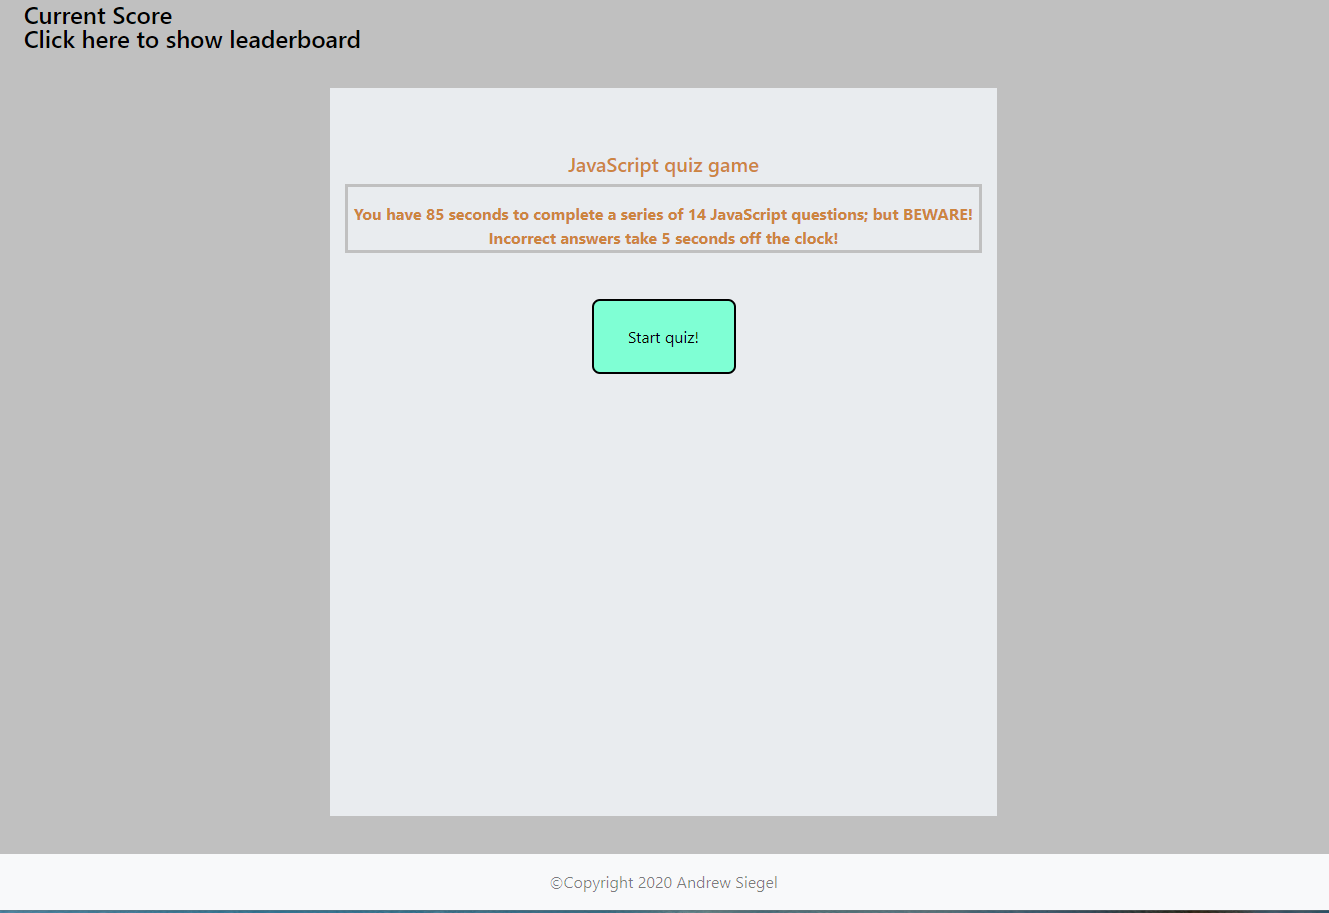 Current Score
Click here to show leaderboard
JavaScript quiz game
You have 85 seconds to complete a series of 14 JavaScript questions; but BEWARE!
Incorrect answers take 5 seconds off the clock!
Start quiz!
©Copyright 2020 Andrew Siegel